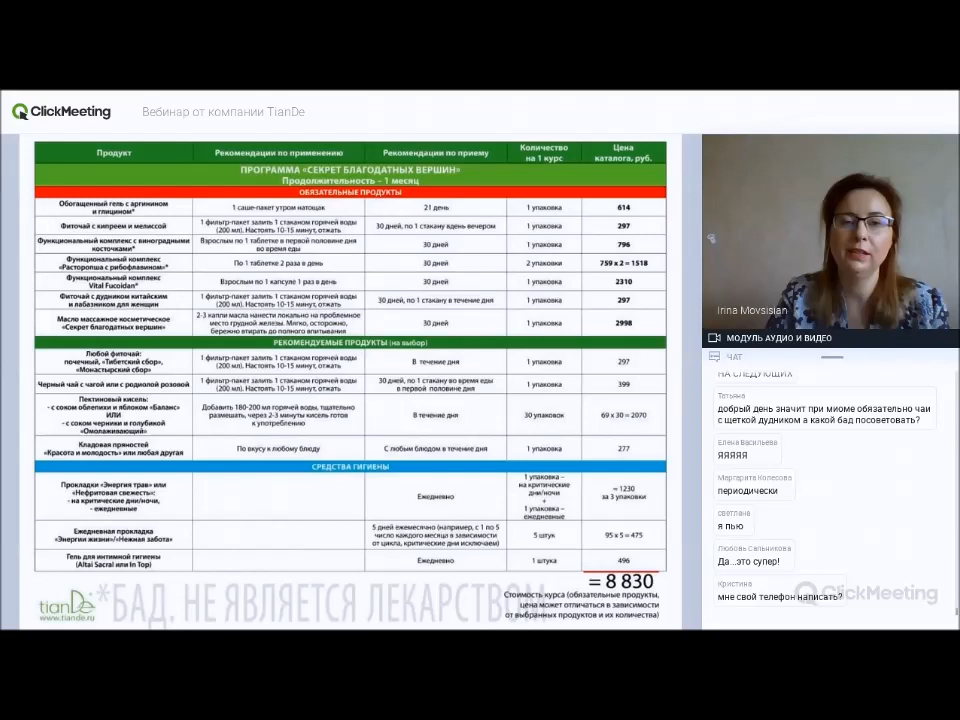 ClickMeeting
Вебинар от компании TianDe
Продукт
Рекомендации по применению
Рекомендации по приему
Количество
на 1 курс
Цена
каталога, руб.
ПРОГРАММА «СЕКРЕТ БЛАГОДАТНЫХ ВЕРШИН»
Продолжительность – 1 месяц
ОБЯЗАТЕЛЬНЫЕ ПРОДУКТЫ
Обогащенный гель с аргинином
и глицином*
1 саше-пакет утром натощак
21 день
1 упаковка
614
Фиточай с кипреем и мелиссой
1 фильтр-пакет залить 1 стаканом горячей воды
(200 мл). Настоять 10-15 минут, отжать
30 дней, по 1 стакану вдень вечером
1 упаковка
297
Функциональный комплекс с виноградными
косточками*
Взрослым по 1 таблетке в первой половине дня
во время еды
30 дней
1 упаковка
796
Функциональный комплекс
«Расторопша с рибофлавином»*
По 1 таблетке 2 раза в день
30 дней
2 упаковки
759 x 2 = 1518
Функциональный комплекс
Vital Fucoidan*
Взрослым по 1 капсуле 1 раз в день
30 дней
1 упаковка
2310
Фиточай с дудником китайским
и лабазником для женщин
1 фильтр-пакет залить 1 стаканом горячей воды
(200 мл). Настоять 10-15 минут, отжать
30 дней, по 1 стакану в течение дня
1 упаковка
297
Масло массажное косметическое
«Секрет благодатных вершин»
2-3 капли масла нанести локально на проблемное
место грудной железы. Мягко, осторожно,
бережно втирать до полного впитывания
30 дней
1 упаковка
2998
РЕКОМЕНДУЕМЫЕ ПРОДУКТЫ (на выбор)
Любой фиточай:
почечный, «Тибетский сбор»,
«Монастырский сбор»
1 фильтр-пакет залить 1 стаканом горячей воды
(200 мл). Настоять 10-15 минут, отжать
В течение дня
1 упаковка
297
Черный чай с чагой или с родиолой розовой
1 фильтр-пакет залить 1 стаканом горячей воды
(200 мл). Настоять 10-15 минут, отжать
30 дней, по 1 стакану во время еды
в первой половине дня
1 упаковка
399
Пектиновый кисель:
- с соком облепихи и яблоком «Баланс»
ИЛИ
- с соком черники и голубикой
«Омолаживающий»
Добавить 180-200 мл горячей воды, тщательно
размешать, через 2-3 минуты кисель готов
к употреблению
В течение дня
30 упаковок
69 x 30 = 2070
Кладовая пряностей
«Красота и молодость» или любая другая
По вкусу к любому блюду
С любым блюдом в течение дня
1 упаковка
277
СРЕДСТВА ГИГИЕНЫ
Прокладки «Энергия трав» или
«Нефритовая свежесть»:
- на критические дни/ночи,
- ежедневные
Ежедневно
1 упаковка –
на критические
дни/ночи
+
1 упаковка –
ежедневные
≈ 1230
за 3 упаковки
Ежедневная прокладка
«Энергия жизни»/«Нежная забота»
5 дней ежемесячно (например, с 1 по 5
число каждого месяца в зависимости
от цикла, критические дни исключаем)
5 штук
95 x 5 = 475
Гель для интимной гигиены
(Altai Sacral или In Top)
Ежедневно
1 штука
496
= 8 830
Стоимость курса (обязательные продукты,
цена может отличаться в зависимости
от выбранных продуктов и их количества)
tianDe
www.tiande.ru
*БАД. НЕ ЯВЛЯЕТСЯ ЛЕКАРСТВОМ
Irina Movsisian
МОДУЛЬ АУДИО И ВИДЕО
ЧАТ
НА СЛЕДУЮЩИХ
Татьяна
добрый день значит при миоме обязательно чаи
с щеткой дудником а какой бад посоветовать?
Елена Васильева
ЯЯЯЯЯ
Маргарита Колесова
периодически
светлана
я пью
Любовь Сальникова
Да...это супер!
Кристина
мне свой телефон написать?
ClickMeeting